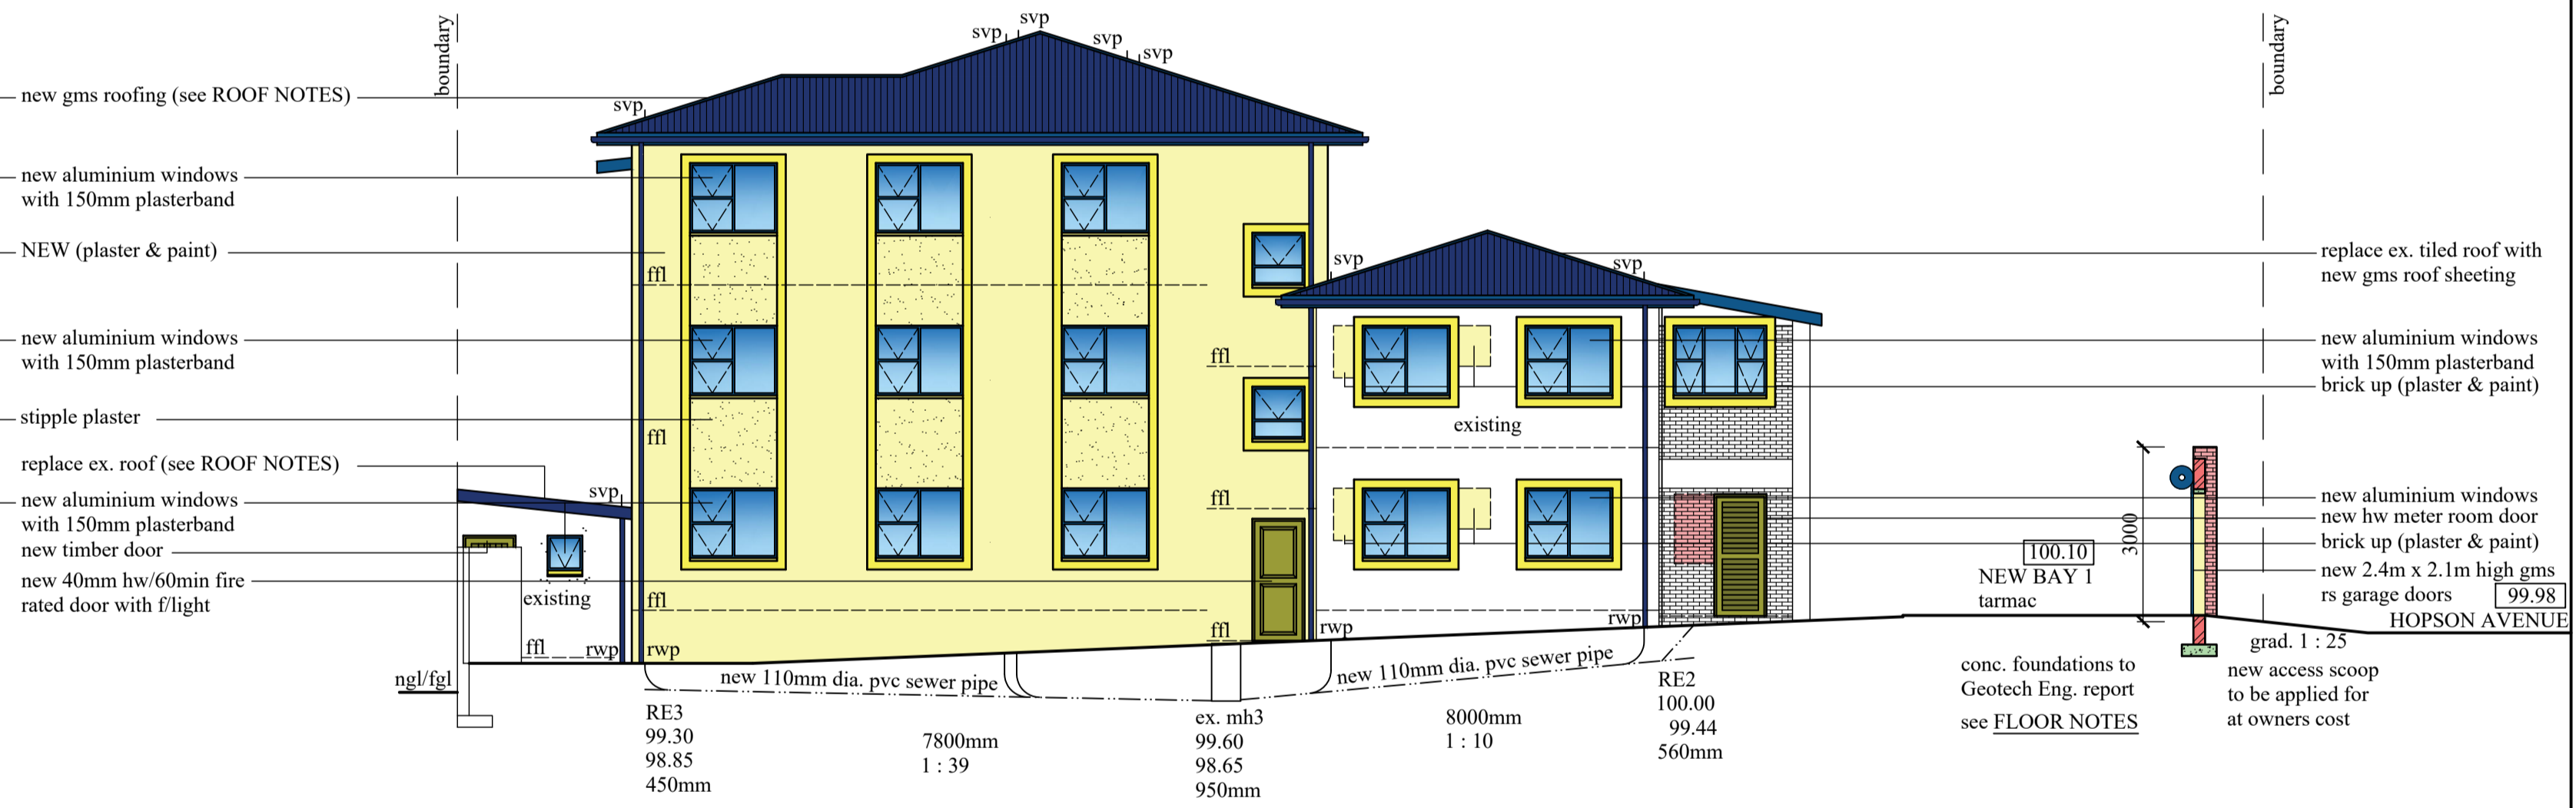 boundary
svp
svp
svp
svp
svp
boundary
new gms roofing (see ROOF NOTES)
new aluminium windows
with 150mm plasterband
NEW (plaster & paint)
ffl
svp
svp
replace ex. tiled roof with
new gms roof sheeting
new aluminium windows
with 150mm plasterband
ffl
new aluminium windows
with 150mm plasterband
brick up (plaster & paint)
stipple plaster
ffl
existing
replace ex. roof (see ROOF NOTES)
new aluminium windows
with 150mm plasterband
svp
ffl
new timber door
new 40mm hw/60min fire
rated door with f/light
existing
ffl
ffl
rwp
rwp
ffl
rwp
rwp
3000
100.10
NEW BAY 1
tarmac
new aluminium windows
new hw meter room door
brick up (plaster & paint)
new 2.4m x 2.1m high gms
rs garage doors
99.98
HOPSON AVENUE
grad. 1 : 25
new access scoop
to be applied for
at owners cost
conc. foundations to
Geotech Eng. report
see FLOOR NOTES
ngl/fgl
new 110mm dia. pvc sewer pipe
new 110mm dia. pvc sewer pipe
RE3
99.30
98.85
450mm
7800mm
1 : 39
ex. mh3
99.60
98.65
950mm
8000mm
1 : 10
RE2
100.00
99.44
560mm